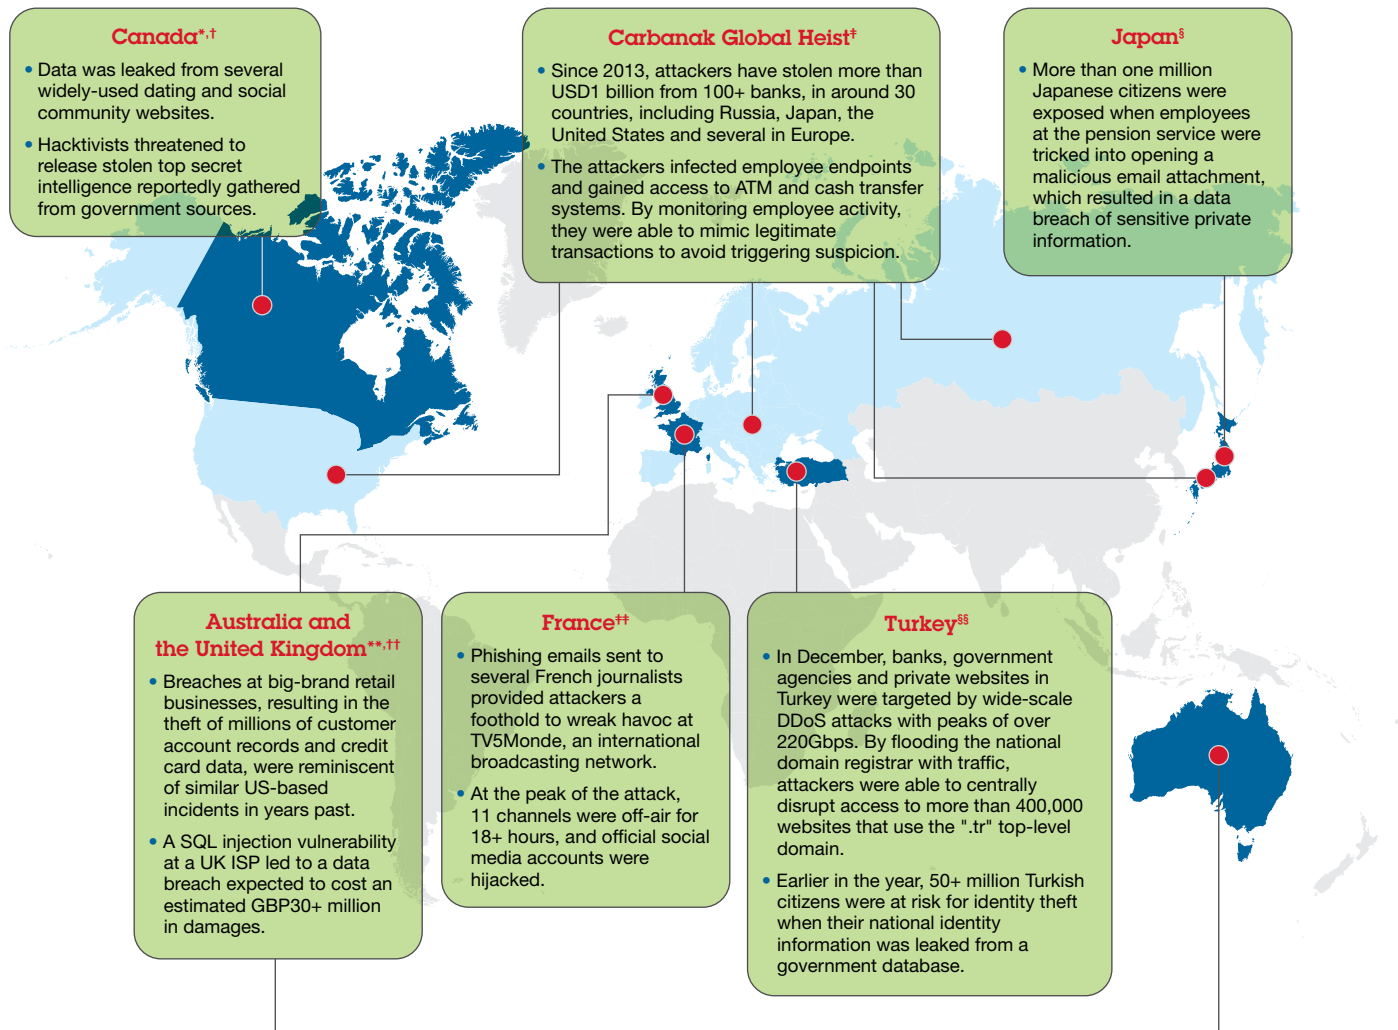 Canada*,†
• Data was leaked from several
widely-used dating and social
community websites.
• Hacktivists threatened to
release stolen top secret
intelligence reportedly gathered
from government sources.
Carbanak Global Heist‡
• Since 2013, attackers have stolen more than
USD1 billion from 100+ banks, in around 30
countries, including Russia, Japan, the
United States and several in Europe.
• The attackers infected employee endpoints
and gained access to ATM and cash transfer
systems. By monitoring employee activity,
they were able to mimic legitimate
transactions to avoid triggering suspicion.
Japan§
• More than one million
Japanese citizens were
exposed when employees
at the pension service were
tricked into opening a
malicious email attachment,
which resulted in a data
breach of sensitive private
information.
Australia and
the United Kingdom**,††
• Breaches at big-brand retail
businesses, resulting in the
theft of millions of customer
account records and credit
card data, were reminiscent
of similar US-based
incidents in years past.
• A SQL injection vulnerability
at a UK ISP led to a data
breach expected to cost an
estimated GBP30+ million
in damages.
France‡‡
• Phishing emails sent to
several French journalists
provided attackers a
foothold to wreak havoc at
TV5Monde, an international
broadcasting network.
• At the peak of the attack,
11 channels were off-air for
18+ hours, and official social
media accounts were
hijacked.
Turkey§§
• In December, banks, government
agencies and private websites in
Turkey were targeted by wide-scale
DDoS attacks with peaks of over
220Gbps. By flooding the national
domain registrar with traffic,
attackers were able to centrally
disrupt access to more than 400,000
websites that use the ".tr" top-level
domain.
• Earlier in the year, 50+ million Turkish
citizens were at risk for identity theft
when their national identity
information was leaked from a
government database.